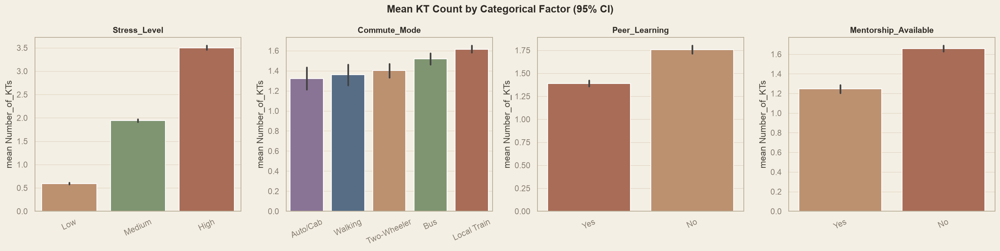 Mean KT Count by Categorical Factor (95% CI)
Stress_Level
mean Number_of_KTs
3.5
3.0
2.5
2.0
1.5
1.0
0.5
0.0
Low
Medium
High
Commute_Mode
mean Number_of_KTs
1.6
1.4
1.2
1.0
0.8
0.6
0.4
0.2
0.0
Auto/Cab
Walking
Two-Wheeler
Bus
Local Train
Peer_Learning
mean Number_of_KTs
1.75
1.50
1.25
1.00
0.75
0.50
0.25
0.00
Yes
No
Mentorship_Available
mean Number_of_KTs
1.6
1.4
1.2
1.0
0.8
0.6
0.4
0.2
0.0
Yes
No